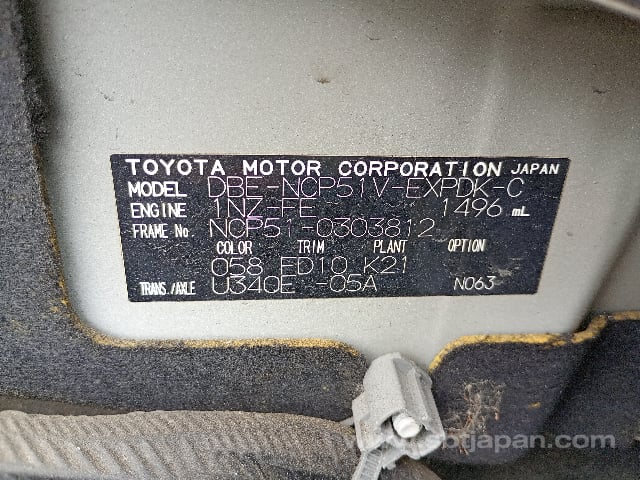 TOYOTA MOTOR CORPORATION JAPAN
MODEL DBE-NCP51V-EXPDK-C
ENGINE 1NZ-FE 1496 mL
FRAME No NCP51-0303812
COLOR TRIM PLANT OPTION
058 FD10 K21
TRANS./AXLE U340E -05A N063
www.sbtjapan.com